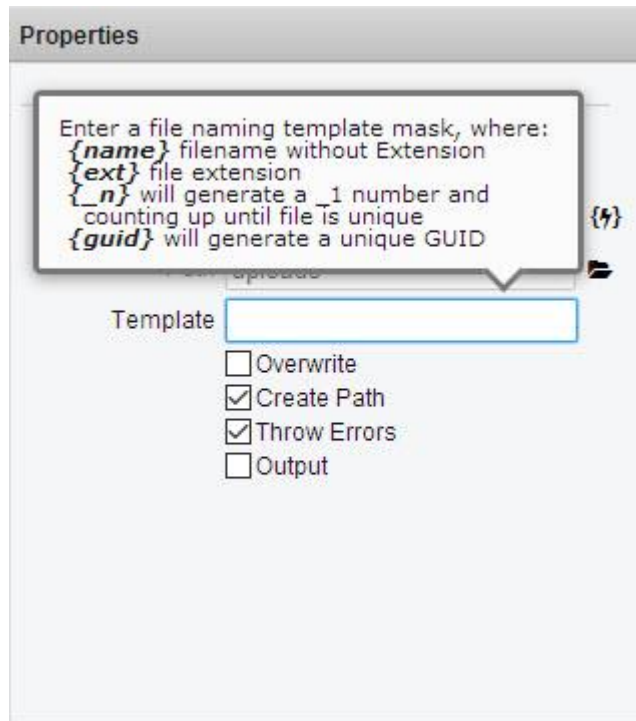 Properties
Enter a file naming template mask, where:
{name} filename without Extension
{ext} file extension
{_n} will generate a _1 number and
counting up until file is unique
{guid} will generate a unique GUID
Template
Overwrite
Create Path
Throw Errors
Output